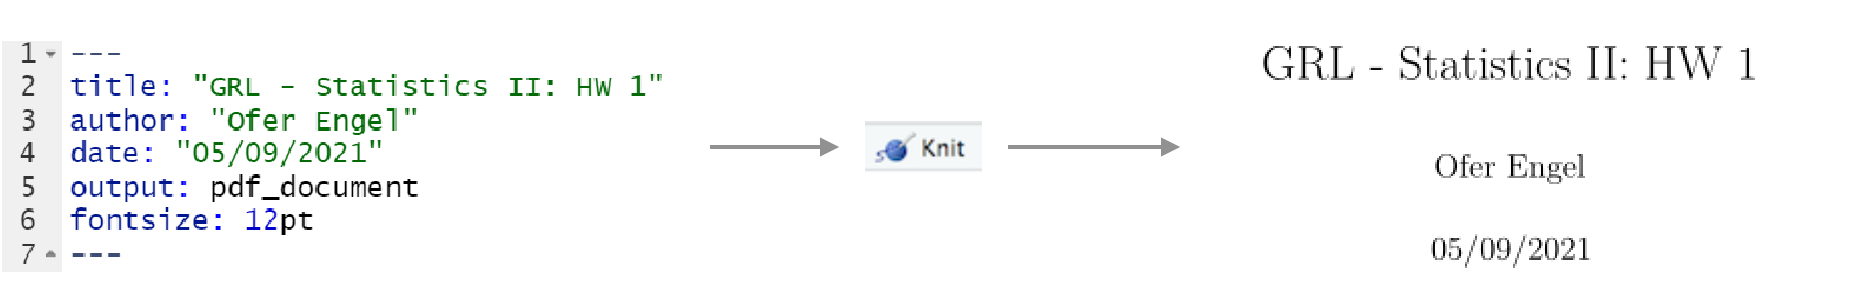 1 ---
2 title: "GRL - Statistics II: HW 1"
3 author: "Ofer Engel"
4 date: "05/09/2021"
5 output: pdf_document
6 fontsize: 12pt
7 ---
Knit
GRL - Statistics II: HW 1
Ofer Engel
05/09/2021